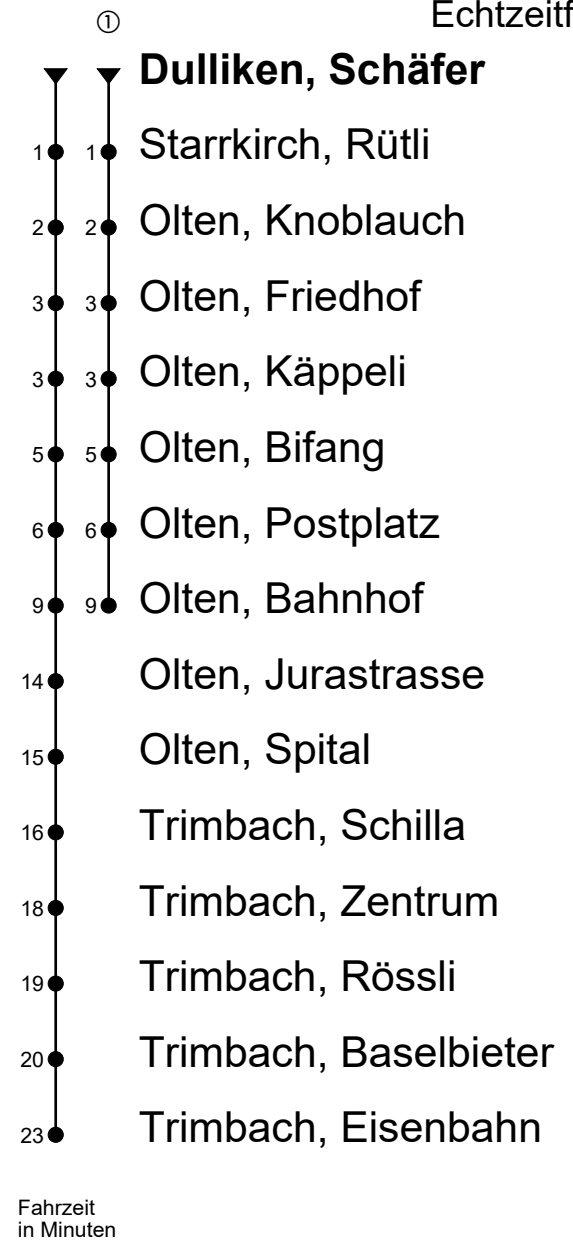 ① Echtzeitf
Dulliken, Schäfer
1 1 Starrkirch, Rütli
2 2 Olten, Knoblauch
3 3 Olten, Friedhof
3 3 Olten, Käppeli
5 5 Olten, Bifang
6 6 Olten, Postplatz
9 9 Olten, Bahnhof
14 Olten, Jurastrasse
15 Olten, Spital
16 Trimbach, Schilla
18 Trimbach, Zentrum
19 Trimbach, Rössli
20 Trimbach, Baselbieter
23 Trimbach, Eisenbahn
Fahrzeit
in Minuten